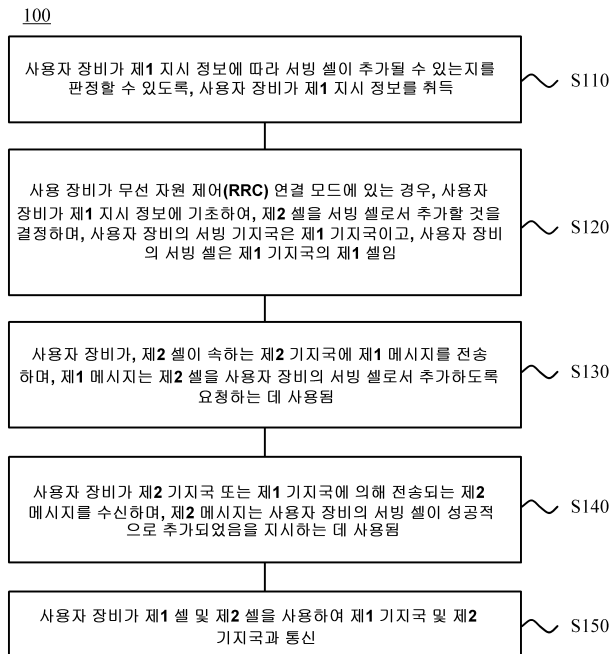 100
사용자 장비가 제1 지시 정보에 따라 서빙 셀이 추가될 수 있는지를
판정할 수 있도록, 사용자 장비가 제1 지시 정보를 취득
S110
사용 장비가 무선 자원 제어(RRC) 연결 모드에 있는 경우, 사용자
장비가 제1 지시 정보에 기초하여, 제2 셀을 서빙 셀로서 추가할 것을
결정하며, 사용자 장비의 서빙 기지국은 제1 기지국이고, 사용자 장비
의 서빙 셀은 제1 기지국의 제1 셀임
S120
사용자 장비가, 제2 셀이 속하는 제2 기지국에 제1 메시지를 전송
하며, 제1 메시지는 제2 셀을 사용자 장비의 서빙 셀로서 추가하도록
요청하는 데 사용됨
S130
사용자 장비가 제2 기지국 또는 제1 기지국에 의해 전송되는 제2
메시지를 수신하며, 제2 메시지는 사용자 장비의 서빙 셀이 성공적
으로 추가되었음을 지시하는 데 사용됨
S140
사용자 장비가 제1 셀 및 제2 셀을 사용하여 제1 기지국 및 제2
기지국과 통신
S150